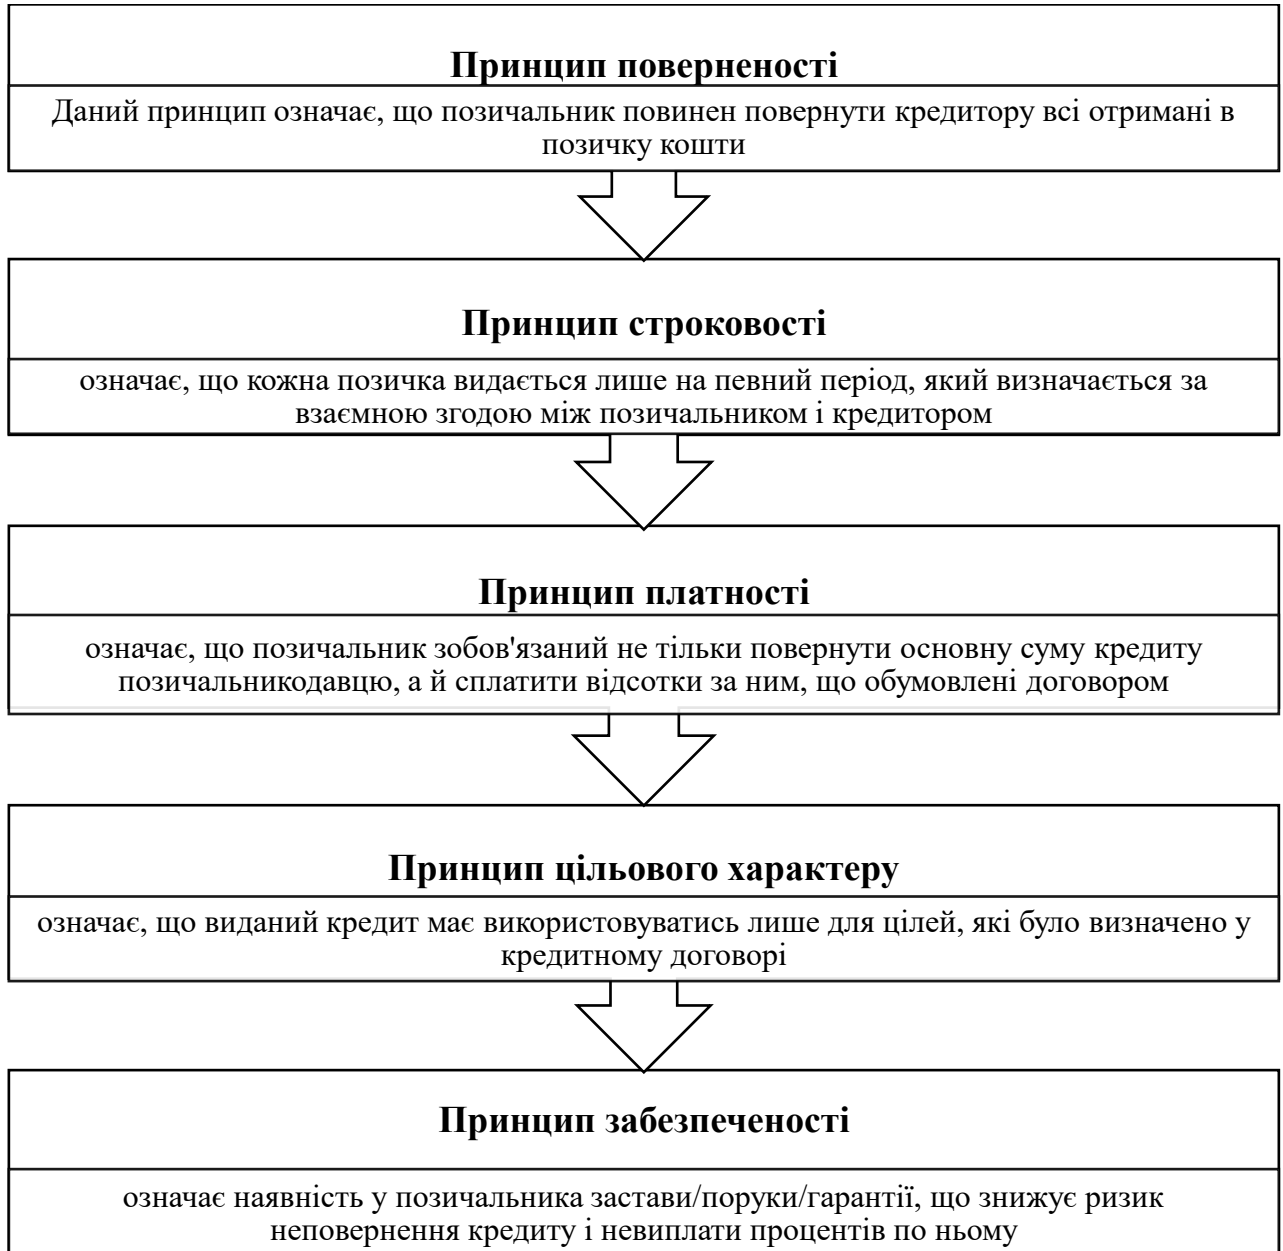 Принцип поверненості
Даний принцип означає, що позичальник повинен повернути кредитору всі отримані в
позичку кошти
Принцип строковості
означає, що кожна позичка видається лише на певний період, який визначається за
взаємною згодою між позичальником і кредитором
Принцип платності
означає, що позичальник зобов'язаний не тільки повернути основну суму кредиту
позичальникодавцю, а й сплатити відсотки за ним, що обумовлені договором
Принцип цільового характеру
означає, що виданий кредит має використовуватись лише для цілей, які було визначено у
кредитному договорі
Принцип забезпеченості
означає наявність у позичальника застави/поруки/гарантії, що знижує ризик
неповернення кредиту і невиплати процентів по ньому